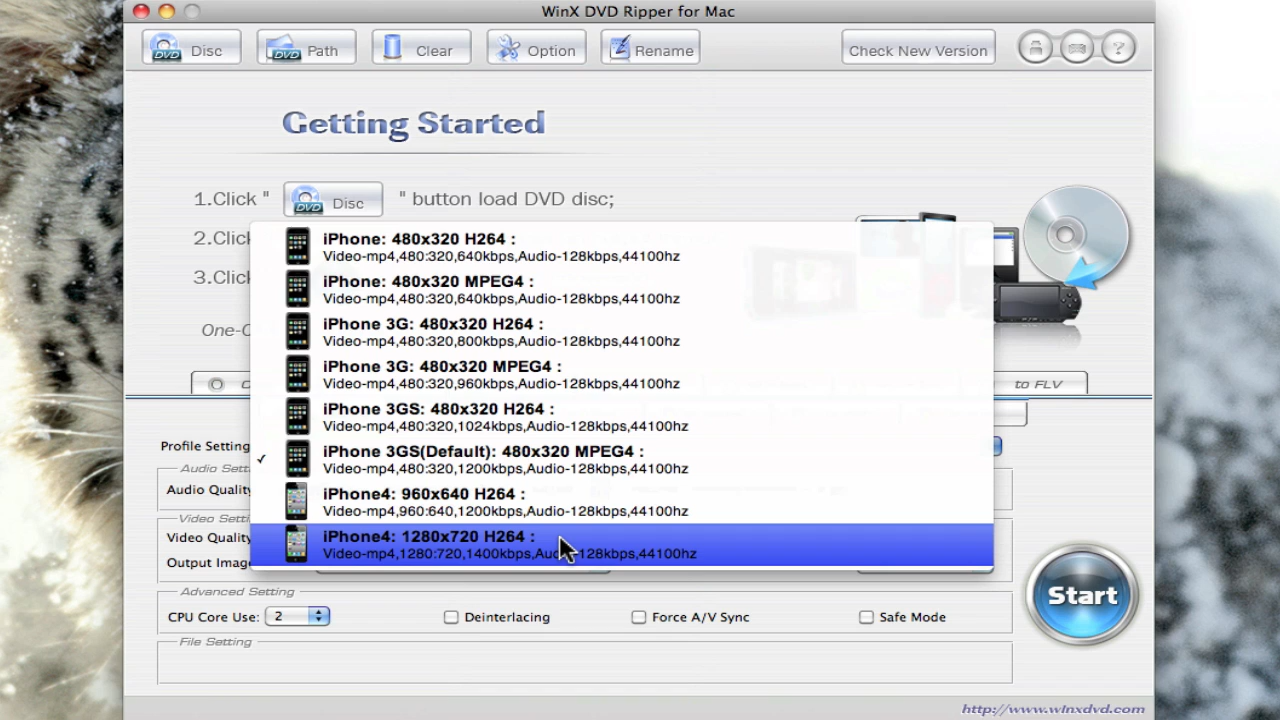 WinX DVD Ripper for Mac
DVD Disc
DVD Path
Clear
Option
Rename
Check New Version
?
Getting Started
1.Click " DVD Disc " button load DVD disc;
2.Click
3.Click
One-C
to FLV
iPhone: 480x320 H264 :
Video-mp4,480:320,640kbps,Audio-128kbps,44100hz
iPhone: 480x320 MPEG4 :
Video-mp4,480:320,640kbps,Audio-128kbps,44100hz
iPhone 3G: 480x320 H264 :
Video-mp4,480:320,800kbps,Audio-128kbps,44100hz
iPhone 3G: 480x320 MPEG4 :
Video-mp4,480:320,960kbps,Audio-128kbps,44100hz
iPhone 3GS: 480x320 H264 :
Video-mp4,480:320,1024kbps,Audio-128kbps,44100hz
iPhone 3GS(Default): 480x320 MPEG4 :
Video-mp4,480:320,1200kbps,Audio-128kbps,44100hz
iPhone4: 960x640 H264 :
Video-mp4,960:640,1200kbps,Audio-128kbps,44100hz
iPhone4: 1280x720 H264 :
Video-mp4,1280:720,1400kbps,Audio-128kbps,44100hz
Profile Setting
Audio Setti
Audio Quality
Video Setti
Video Quality
Output Imag
Advanced Setting
CPU Core Use: 2
Deinterlacing
Force A/V Sync
Safe Mode
File Setting
Start
http://www.winxdvd.com